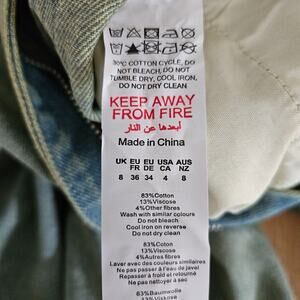 30°C COTTON CYCLE, DO
NOT BLEACH, DO NOT
TUMBLE DRY, COOL IRON,
DO NOT DRY CLEAN
KEEP AWAY
FROM FIRE
أبعدها عن النار
Made in China
UK EU EU USA AUS
FR DE CA NZ
8 36 34 4 8
83%Cotton
13%Viscose
4%Other fibres
Wash with similar colours
Do not bleach
Cool iron on reverse
Do not dry clean
83%Coton
13%Viscose
4%Autres fibres
Laver avec des couleurs similaires
Ne pas passer à l'eau de javel
Repasser à froid et retourné
Ne pas nettoyer à sec
83%Baumwolle